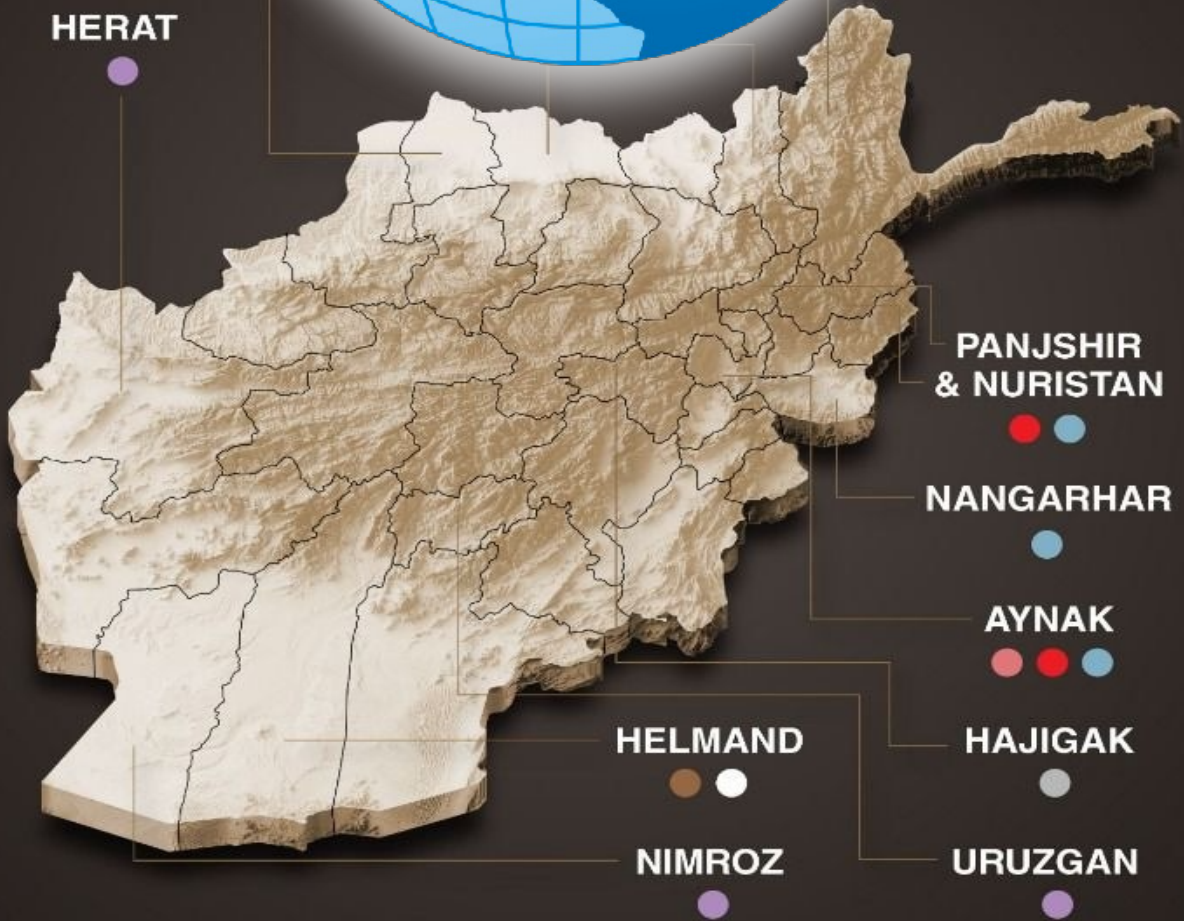 HERAT
PANJSHIR
& NURISTAN
NANGARHAR
AYNAK
HELMAND
HAJIGAK
NIMROZ
URUZGAN